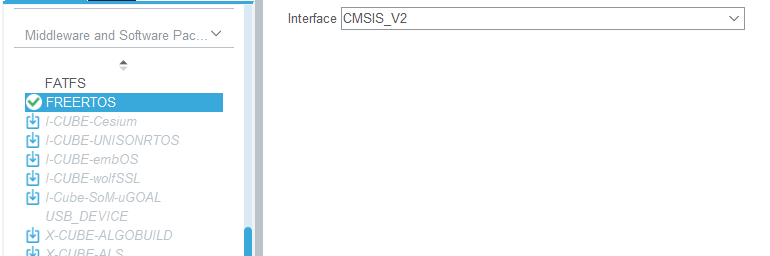 Interface CMSIS_V2
Middleware and Software Pac...
FATFS
FREERTOS
I-CUBE-Cesium
I-CUBE-UNISONRTOS
I-CUBE-embOS
I-CUBE-wolfSSL
I-Cube-SoM-uGOAL
USB_DEVICE
X-CUBE-ALGOBUILD
X-CUBE-ALS